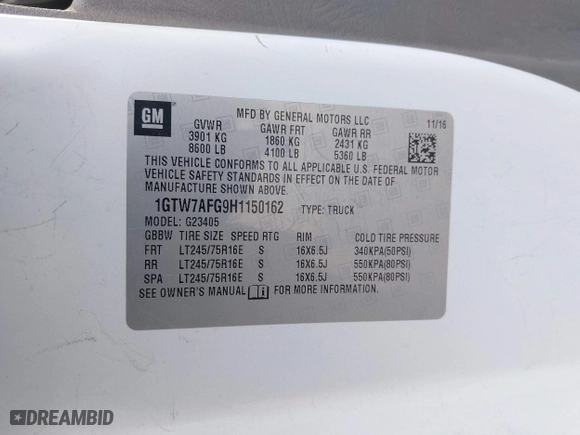 GM
MFD BY GENERAL MOTORS LLC
11/16
GVWR GAWR FRT GAWR RR
3901 KG 1860 KG 2431 KG
8600 LB 4100 LB 5360 LB
THIS VEHICLE CONFORMS TO ALL APPLICABLE U.S. FEDERAL MOTOR
VEHICLE SAFETY STANDARDS IN EFFECT ON THE DATE OF
MANUFACTURE SHOWN ABOVE.
1GTW7AFG9H1150162 TYPE: TRUCK
MODEL: G23405
GBBW TIRE SIZE SPEED RTG RIM COLD TIRE PRESSURE
FRT LT245/75R16E S 16X6.5J 340KPA(50PSI)
RR LT245/75R16E S 16X6.5J 550KPA(80PSI)
SPA LT245/75R16E S 16X6.5J 550KPA(80PSI)
SEE OWNER'S MANUAL FOR MORE INFORMATION.
DREAMBID